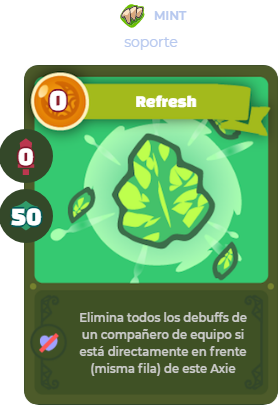 MINT
soporte
0
Refresh
0
50
Elimina todos los debuffs de
un compañero de equipo si
está directamente en frente
(misma fila) de este Axie